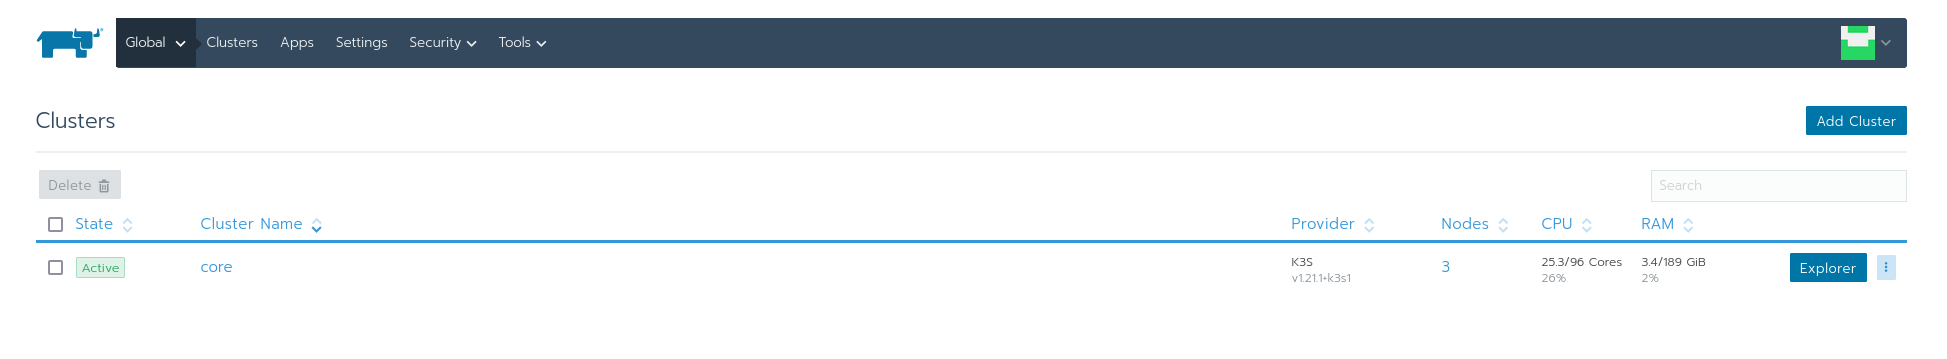 Global Clusters Apps Settings Security Tools
Clusters Add Cluster
Delete Search
State Cluster Name Provider Nodes CPU RAM
Active core K3S 3 25.3/96 Cores 3.4/189 GiB Explorer
v1.21.1+k3s1 26% 2%